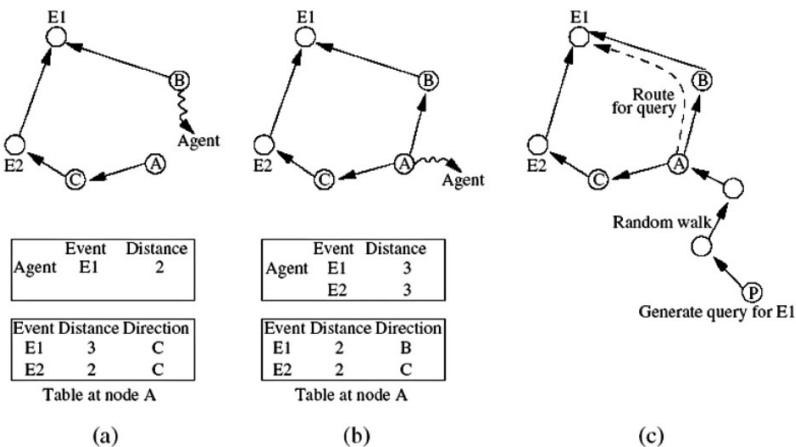 E1
B
Agent
E2
C
A
Event Distance
Agent E1 2
Event Distance Direction
E1 3 C
E2 2 C
Table at node A
(a)
E1
B
E2
C
A
Agent
Event Distance
Agent E1 3
E2 3
Event Distance Direction
E1 2 B
E2 2 C
Table at node A
(b)
E1
B
Route
for query
E2
C
A
Random walk
P
Generate query for E1
(c)